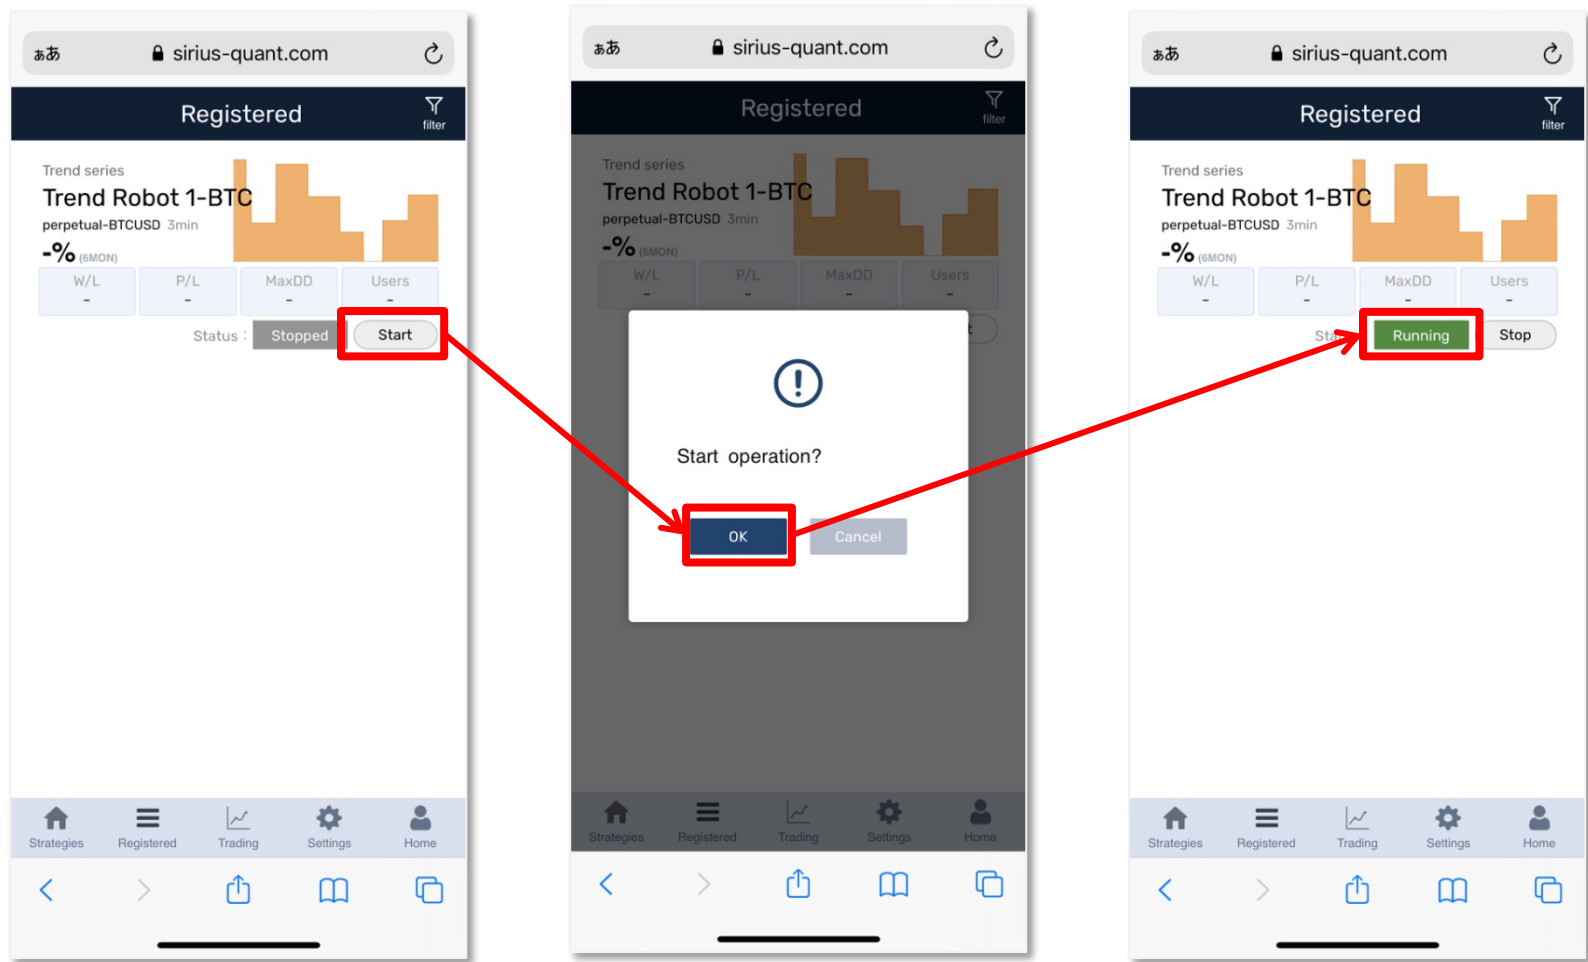 ぁあ sirius-quant.com
Registered
filter
Trend series
Trend Robot 1-BTC
perpetual-BTCUSD 3min
-% (6MON)
W/L P/L MaxDD Users
- - - -
Status : Stopped Start
Strategies Registered Trading Settings Home
ぁあ sirius-quant.com
Registered
filter
Trend series
Trend Robot 1-BTC
perpetual-BTCUSD 3min
-% (6MON)
W/L P/L MaxDD Users
- - - -
Start operation?
OK Cancel
Strategies Registered Trading Settings Home
ぁあ sirius-quant.com
Registered
filter
Trend series
Trend Robot 1-BTC
perpetual-BTCUSD 3min
-% (6MON)
W/L P/L MaxDD Users
- - - -
Running Stop
Strategies Registered Trading Settings Home